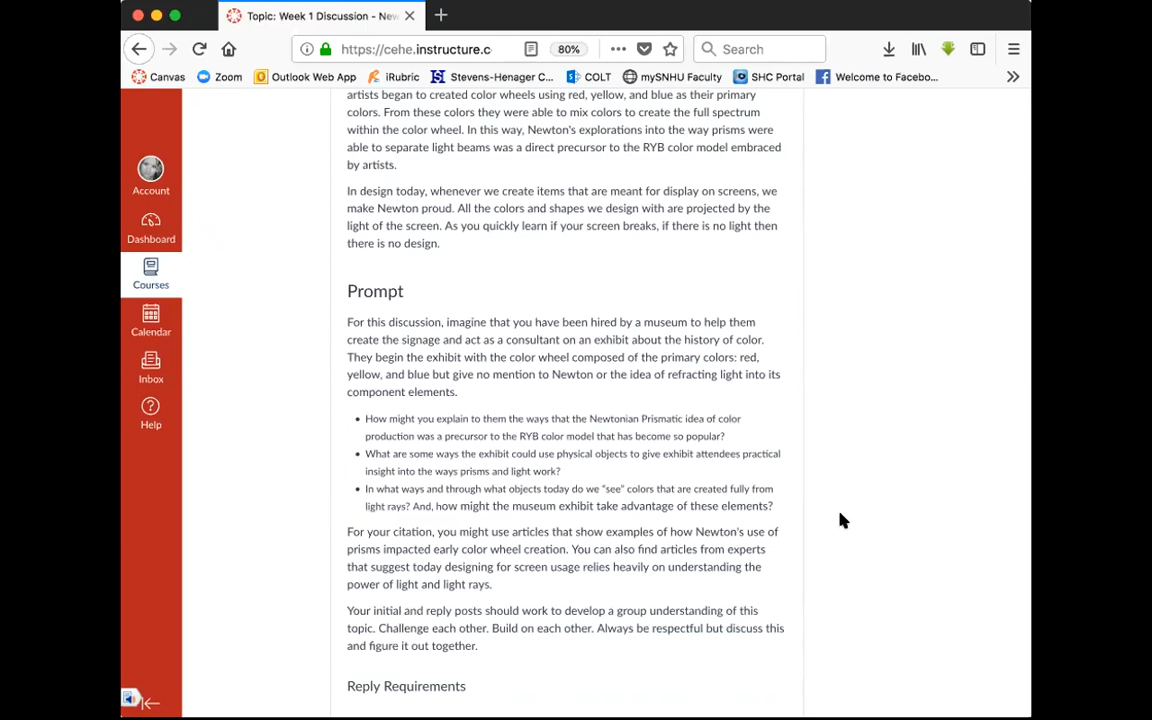 Topic: Week 1 Discussion - New
https://cehe.instructure.c
80%
Search
Canvas
Zoom
Outlook Web App
iRubric
Stevens-Henager C...
COLT
mySNHU Faculty
SHC Portal
Welcome to Facebo...
artists began to created color wheels using red, yellow, and blue as their primary
colors. From these colors they were able to mix colors to create the full spectrum
within the color wheel. In this way, Newton's explorations into the way prisms were
able to separate light beams was a direct precursor to the RYB color model embraced
by artists.
In design today, whenever we create items that are meant for display on screens, we
make Newton proud. All the colors and shapes we design with are projected by the
light of the screen. As you quickly learn if your screen breaks, if there is no light then
there is no design.
Account
Dashboard
Courses
Calendar
Inbox
Help
Prompt
For this discussion, imagine that you have been hired by a museum to help them
create the signage and act as a consultant on an exhibit about the history of color.
They begin the exhibit with the color wheel composed of the primary colors: red,
yellow, and blue but give no mention to Newton or the idea of refracting light into its
component elements.
• How might you explain to them the ways that the Newtonian Prismatic idea of color
production was a precursor to the RYB color model that has become so popular?
• What are some ways the exhibit could use physical objects to give exhibit attendees practical
insight into the ways prisms and light work?
• In what ways and through what objects today do we "see" colors that are created fully from
light rays? And, how might the museum exhibit take advantage of these elements?
For your citation, you might use articles that show examples of how Newton's use of
prisms impacted early color wheel creation. You can also find articles from experts
that suggest today designing for screen usage relies heavily on understanding the
power of light and light rays.
Your initial and reply posts should work to develop a group understanding of this
topic. Challenge each other. Build on each other. Always be respectful but discuss this
and figure it out together.
Reply Requirements